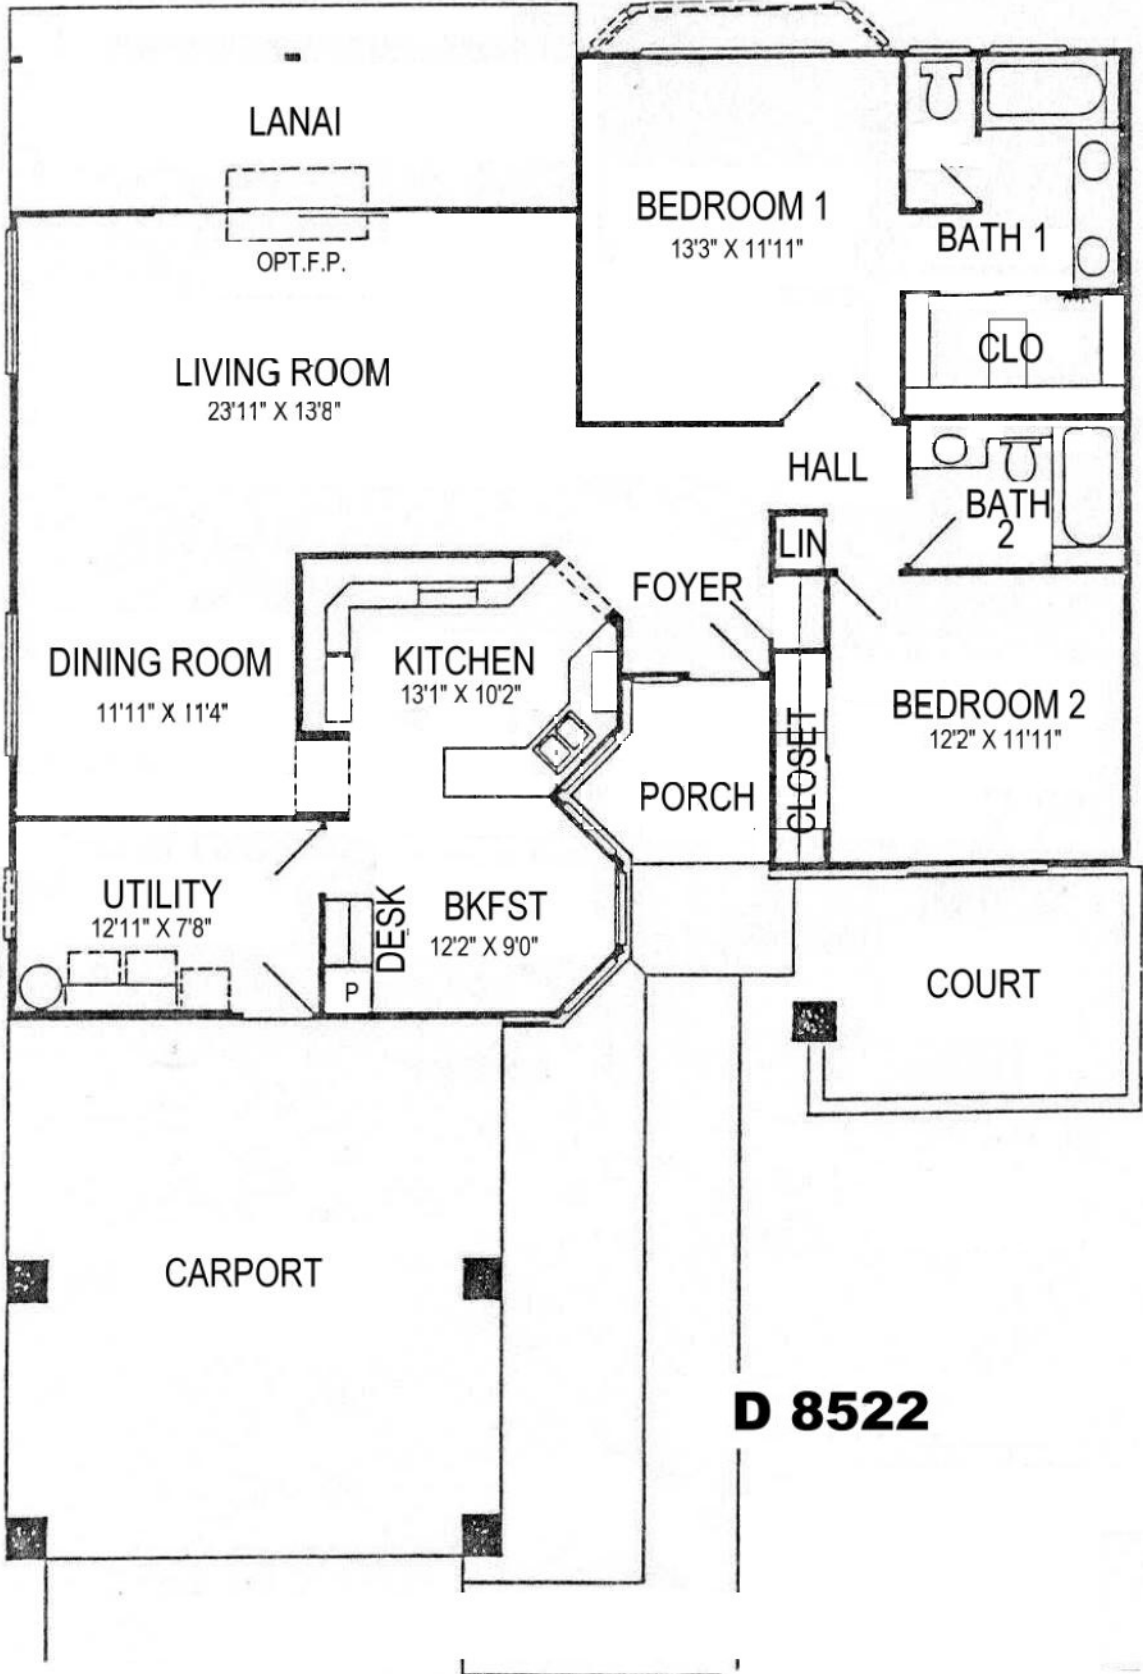 LANAI
OPT.F.P.
BEDROOM 1
13'3" X 11'11"
BATH 1
CLO
LIVING ROOM
23'11" X 13'8"
HALL
BATH
2
LIN
FOYER
DINING ROOM
11'11" X 11'4"
KITCHEN
13'1" X 10'2"
BEDROOM 2
12'2" X 11'11"
CLOSET
PORCH
UTILITY
12'11" X 7'8"
DESK
P
BKFST
12'2" X 9'0"
COURT
CARPORT
D 8522